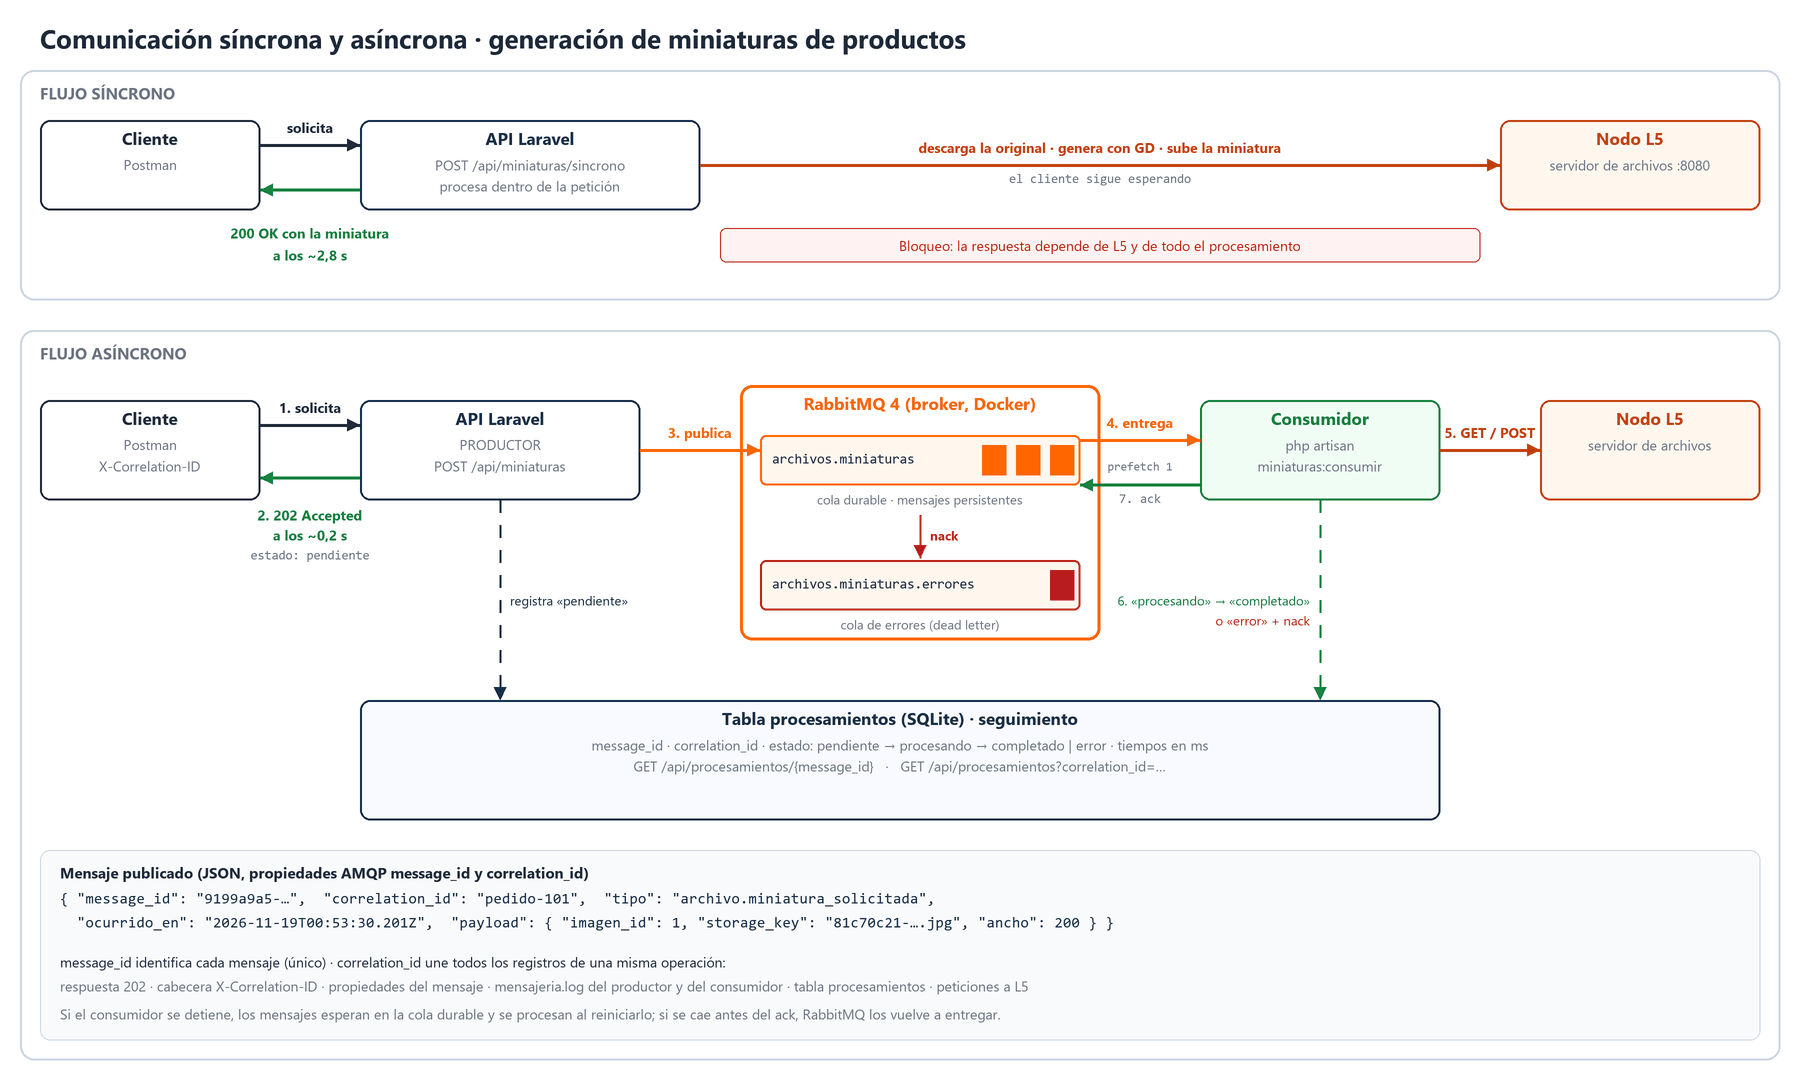 Comunicación síncrona y asíncrona · generación de miniaturas de productos
FLUJO SÍNCRONO
Cliente
Postman
solicita
200 OK con la miniatura
a los ~2,8 s
API Laravel
POST /api/miniaturas/sincrono
procesa dentro de la petición
descarga la original · genera con GD · sube la miniatura
el cliente sigue esperando
Bloqueo: la respuesta depende de L5 y de todo el procesamiento
Nodo L5
servidor de archivos :8080
FLUJO ASÍNCRONO
Cliente
Postman
X-Correlation-ID
1. solicita
2. 202 Accepted
a los ~0,2 s
estado: pendiente
API Laravel
PRODUCTOR
POST /api/miniaturas
registra «pendiente»
3. publica
RabbitMQ 4 (broker, Docker)
archivos.miniaturas
cola durable · mensajes persistentes
nack
archivos.miniaturas.errores
cola de errores (dead letter)
4. entrega
prefetch 1
7. ack
Consumidor
php artisan
miniaturas:consumir
5. GET / POST
Nodo L5
servidor de archivos
6. «procesando» → «completado»
o «error» + nack
Tabla procesamientos (SQLite) · seguimiento
message_id · correlation_id · estado: pendiente → procesando → completado | error · tiempos en ms
GET /api/procesamientos/{message_id} · GET /api/procesamientos?correlation_id=…
Mensaje publicado (JSON, propiedades AMQP message_id y correlation_id)
{ "message_id": "9199a9a5-…", "correlation_id": "pedido-101", "tipo": "archivo.miniatura_solicitada",
"ocurrido_en": "2026-11-19T00:53:30.201Z", "payload": { "imagen_id": 1, "storage_key": "81c70c21-….jpg", "ancho": 200 } }
message_id identifica cada mensaje (único) · correlation_id une todos los registros de una misma operación:
respuesta 202 · cabecera X-Correlation-ID · propiedades del mensaje · mensajeria.log del productor y del consumidor · tabla procesamientos · peticiones a L5
Si el consumidor se detiene, los mensajes esperan en la cola durable y se procesan al reiniciarlo; si se cae antes del ack, RabbitMQ los vuelve a entregar.